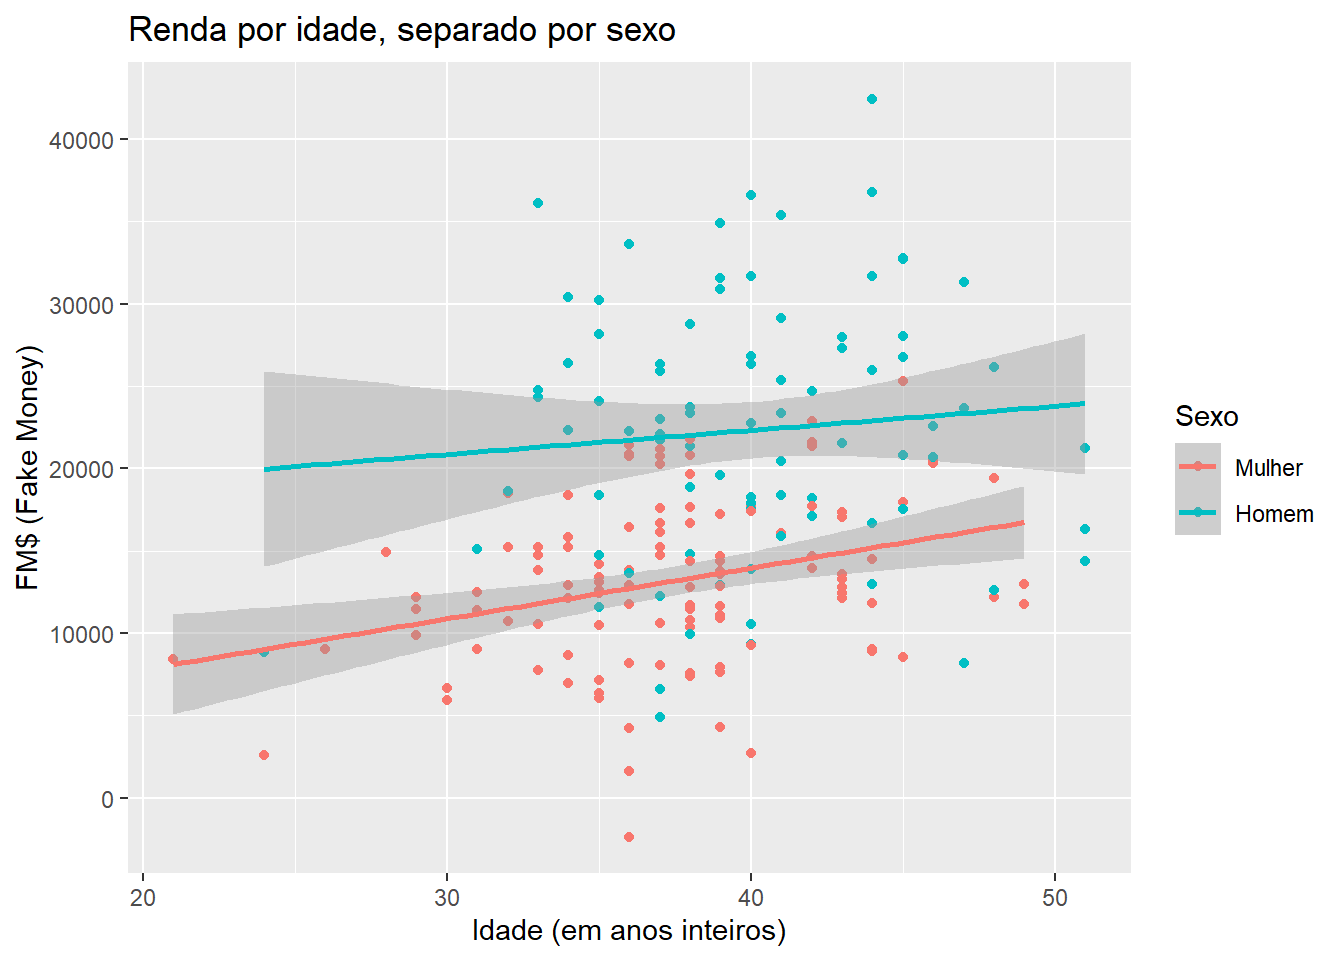 Renda por idade, separado por sexo
40000
30000
20000
10000
0
FM$ (Fake Money)
20
30
40
50
Idade (em anos inteiros)
Sexo
Mulher
Homem